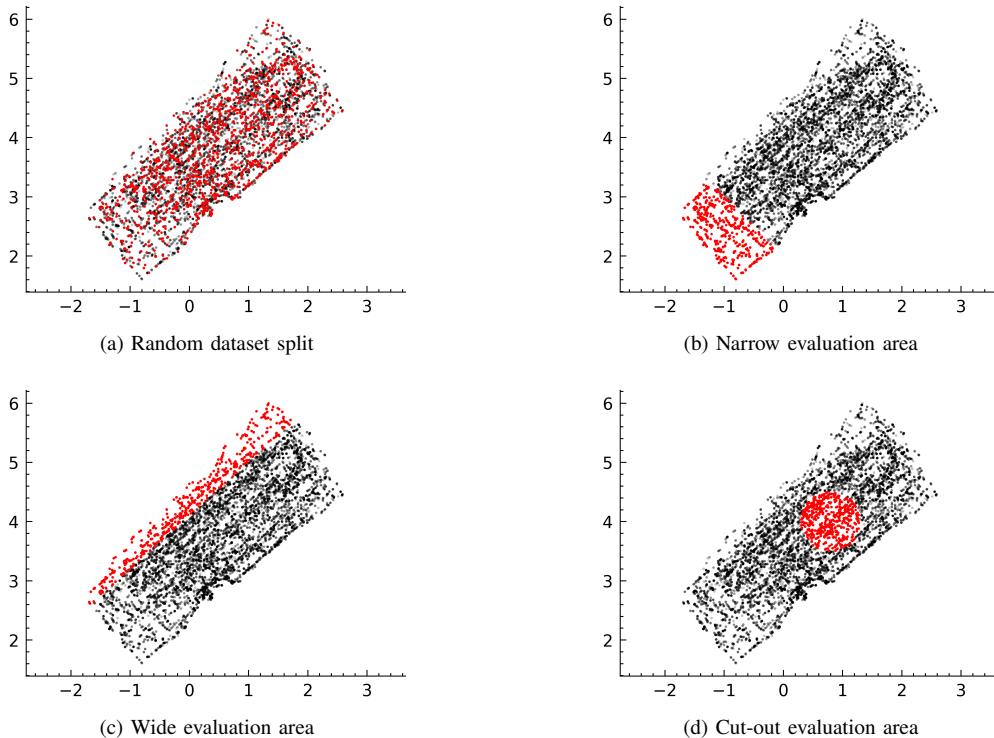 6
5
4
3
2
−2 −1 0 1 2 3
(a) Random dataset split
6
5
4
3
2
−2 −1 0 1 2 3
(b) Narrow evaluation area
6
5
4
3
2
−2 −1 0 1 2 3
(c) Wide evaluation area
6
5
4
3
2
−2 −1 0 1 2 3
(d) Cut-out evaluation area